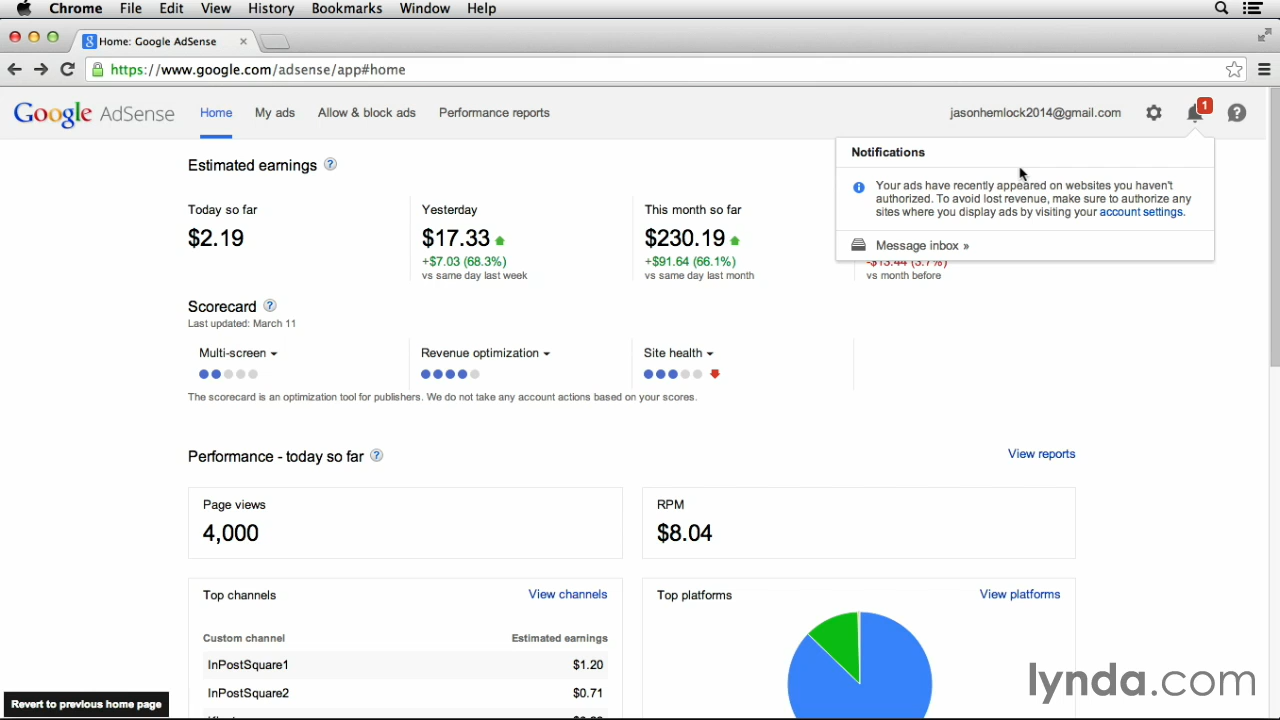 Chrome File Edit View History Bookmarks Window Help
Home: Google AdSense
https://www.google.com/adsense/app#home
Google AdSense Home My ads Allow & block ads Performance reports jasonhemlock2014@gmail.com 1
Notifications
Your ads have recently appeared on websites you haven't
authorized. To avoid lost revenue, make sure to authorize any
sites where you display ads by visiting your account settings.
Message inbox »
Estimated earnings ?
Today so far Yesterday This month so far
$2.19 $17.33 $230.19
+$7.03 (68.3%) +$91.64 (66.1%) -$13.44 (3.7%)
vs same day last week vs same day last month vs month before
Scorecard ?
Last updated: March 11
Multi-screen Revenue optimization Site health
The scorecard is an optimization tool for publishers. We do not take any account actions based on your scores.
Performance - today so far ? View reports
Page views RPM
4,000 $8.04
Top channels View channels Top platforms View platforms
Custom channel Estimated earnings
InPostSquare1 $1.20
InPostSquare2 $0.71
Revert to previous home page
lynda.com